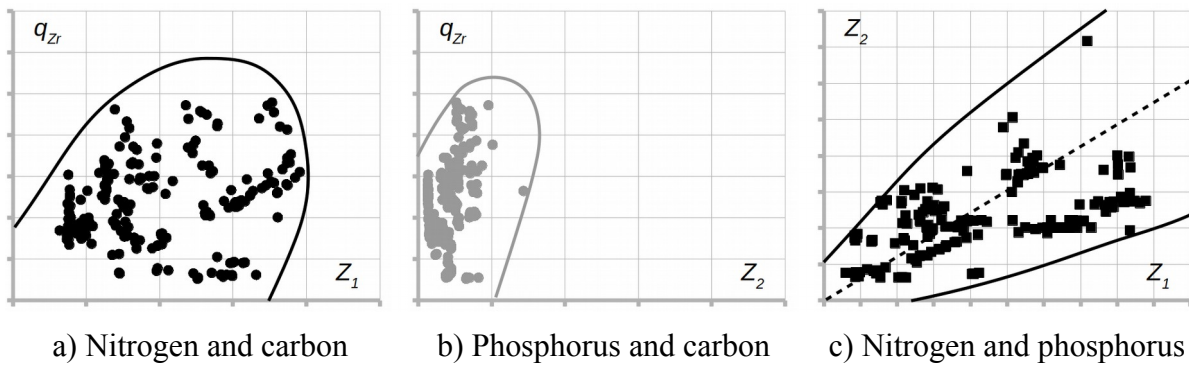 q_Zr
Z_1
a) Nitrogen and carbon
q_Zr
Z_2
b) Phosphorus and carbon
Z_2
Z_1
c) Nitrogen and phosphorus